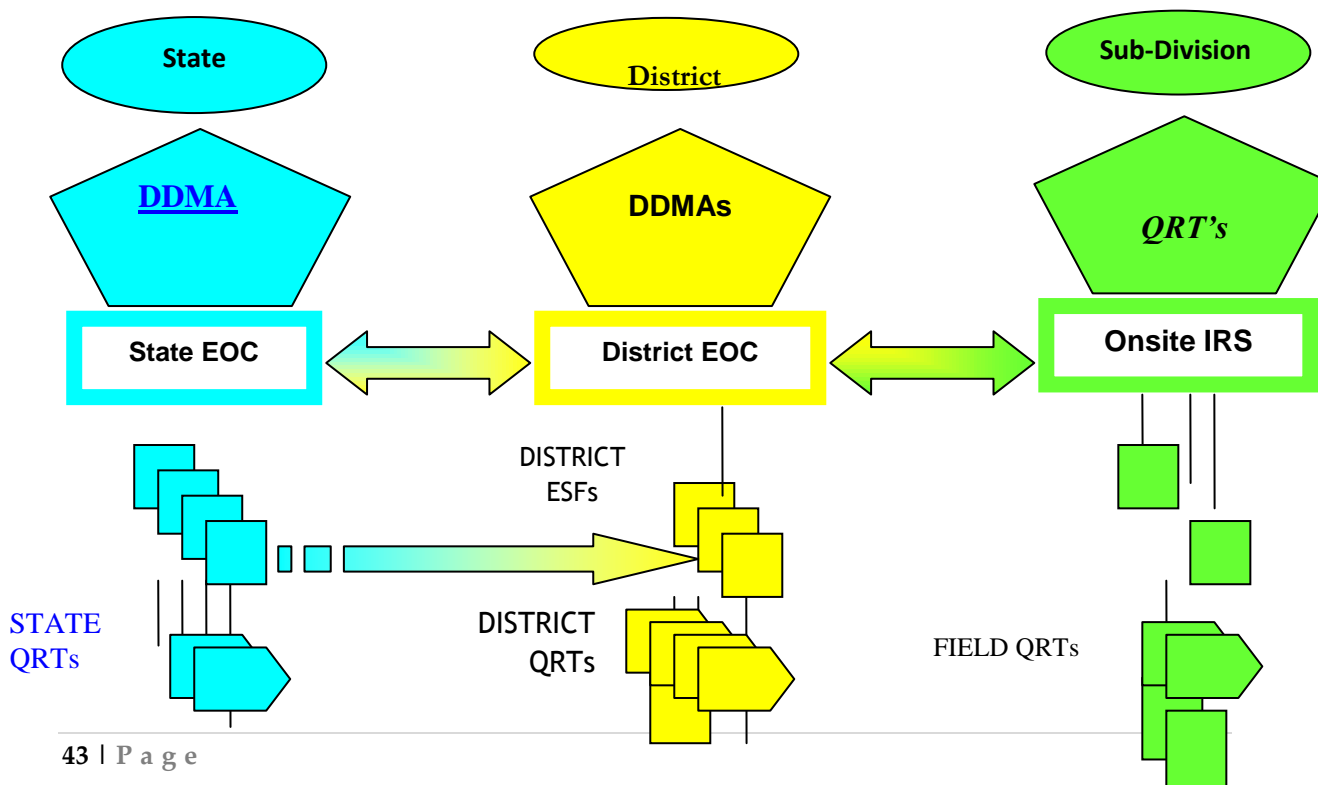 State
District
Sub-Division
DDMA
DDMAs
QRT’s
State EOC
District EOC
Onsite IRS
DISTRICT
ESFs
STATE
QRTs
DISTRICT
QRTs
FIELD QRTs
43 | P a g e